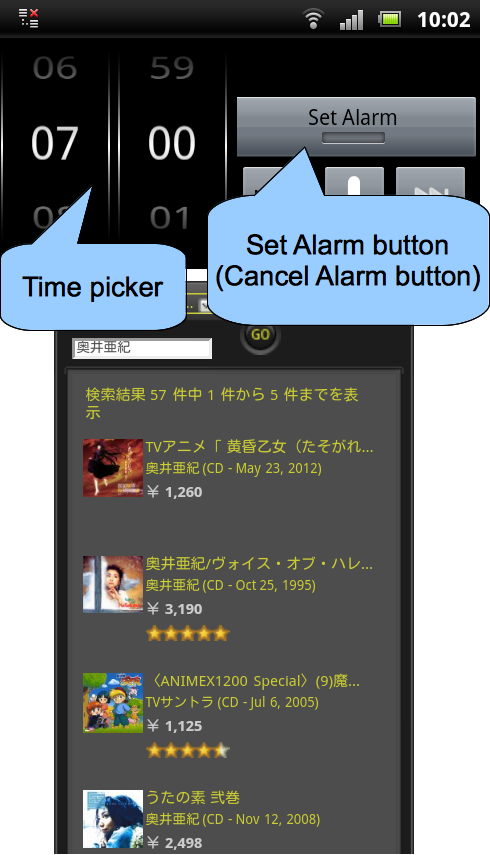 10:02
06 59
07 00
08 01
Set Alarm
Set Alarm button
(Cancel Alarm button)
Time picker
奥井亜紀
GO
検索結果 57 件中 1 件から 5 件までを表
示
TVアニメ「 黄昏乙女（たそがれ...
奥井亜紀 (CD - May 23, 2012)
￥ 1,260
奥井亜紀/ヴォイス・オブ・ハレ...
奥井亜紀 (CD - Oct 25, 1995)
￥ 3,190
〈ANIMEX1200 Special〉(9)魔...
TVサントラ (CD - Jul 6, 2005)
￥ 1,125
うたの素 弐巻
奥井亜紀 (CD - Nov 12, 2008)
￥ 2,498